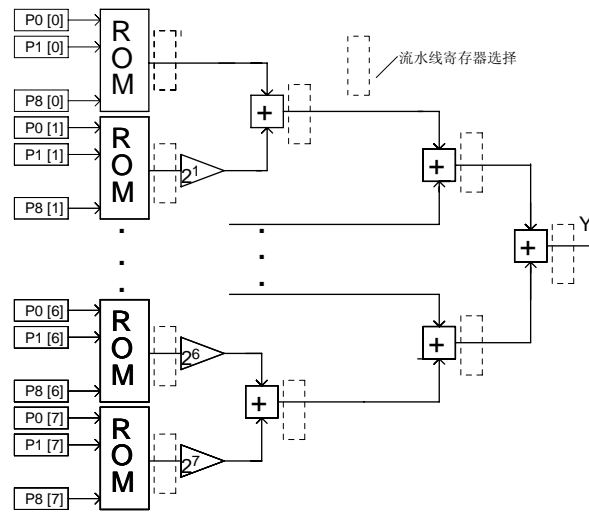 P0 [0]
P1 [0]
P8 [0]
ROM
流水线寄存器选择
+
P0 [1]
P1 [1]
P8 [1]
ROM
2¹
+
+
Y
P0 [6]
P1 [6]
P8 [6]
ROM
2⁶
+
+
P0 [7]
P1 [7]
P8 [7]
ROM
2⁷